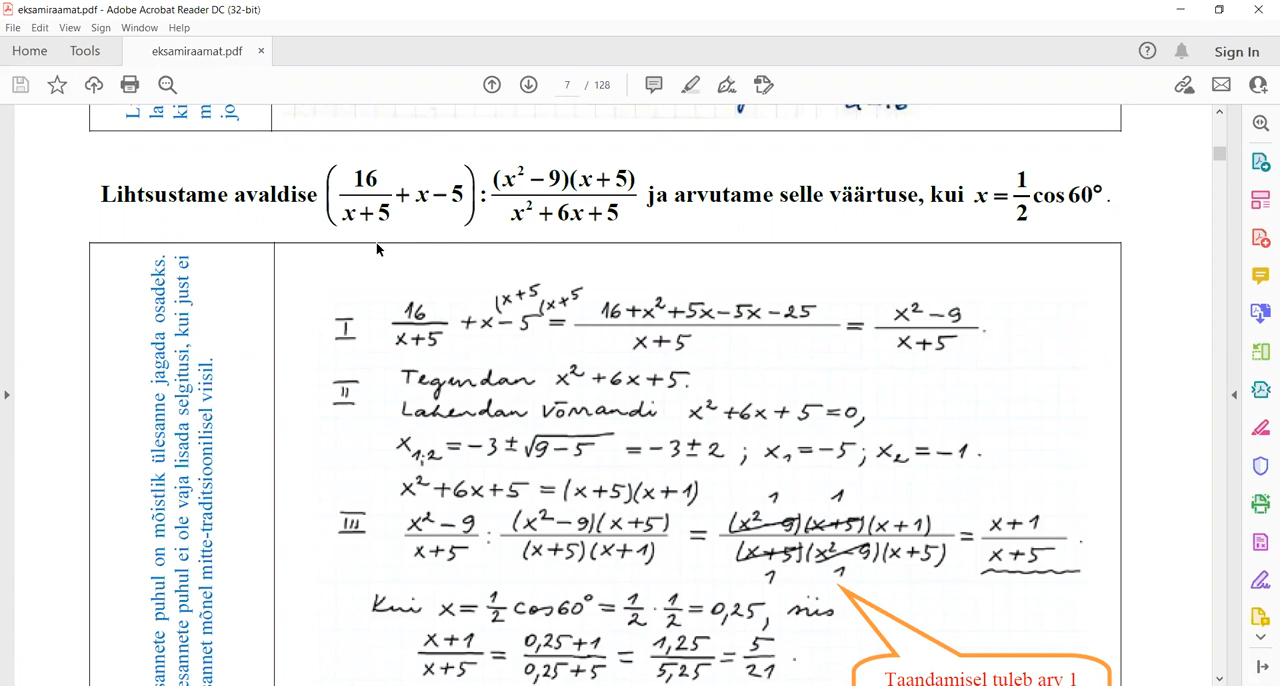 eksamiraamat.pdf - Adobe Acrobat Reader DC (32-bit)
File Edit View Sign Window Help
Home Tools eksamiraamat.pdf × Sign In
7 / 128
Lihtsustame avaldise (16/(x+5) + x − 5) : ((x² − 9)(x + 5))/(x² + 6x + 5) ja arvutame selle väärtuse, kui x = 1/2 cos 60° .
sannete puhul on mõistlik ülesanne jagada osadeks.
esannete puhul ei ole vaja lisada selgitusi, kui just ei
esannet mõnel mitte-traditsioonilisel viisil.
I 16/(x+5) + x (x+5 − 5 (x+5 = (16+x²+5x−5x−25)/(x+5) = (x²−9)/(x+5) .
II Tegurdan x²+6x+5.
Lahendan võrrandi x²+6x+5=0,
x₁;₂ = −3 ± √(9−5) = −3 ± 2 ; x₁ = −5 ; x₂ = −1 .
x²+6x+5 = (x+5)(x+1)
III (x²−9)/(x+5) : ((x²−9)(x+5))/((x+5)(x+1)) = ((x²−9)(x+5)(x+1))/((x+5)(x²−9)(x+5)) = (x+1)/(x+5) .
Kui x = 1/2 cos60° = 1/2 · 1/2 = 0,25, siis
(x+1)/(x+5) = (0,25+1)/(0,25+5) = 1,25/5,25 = 5/21 .
Taandamisel tuleb arv 1